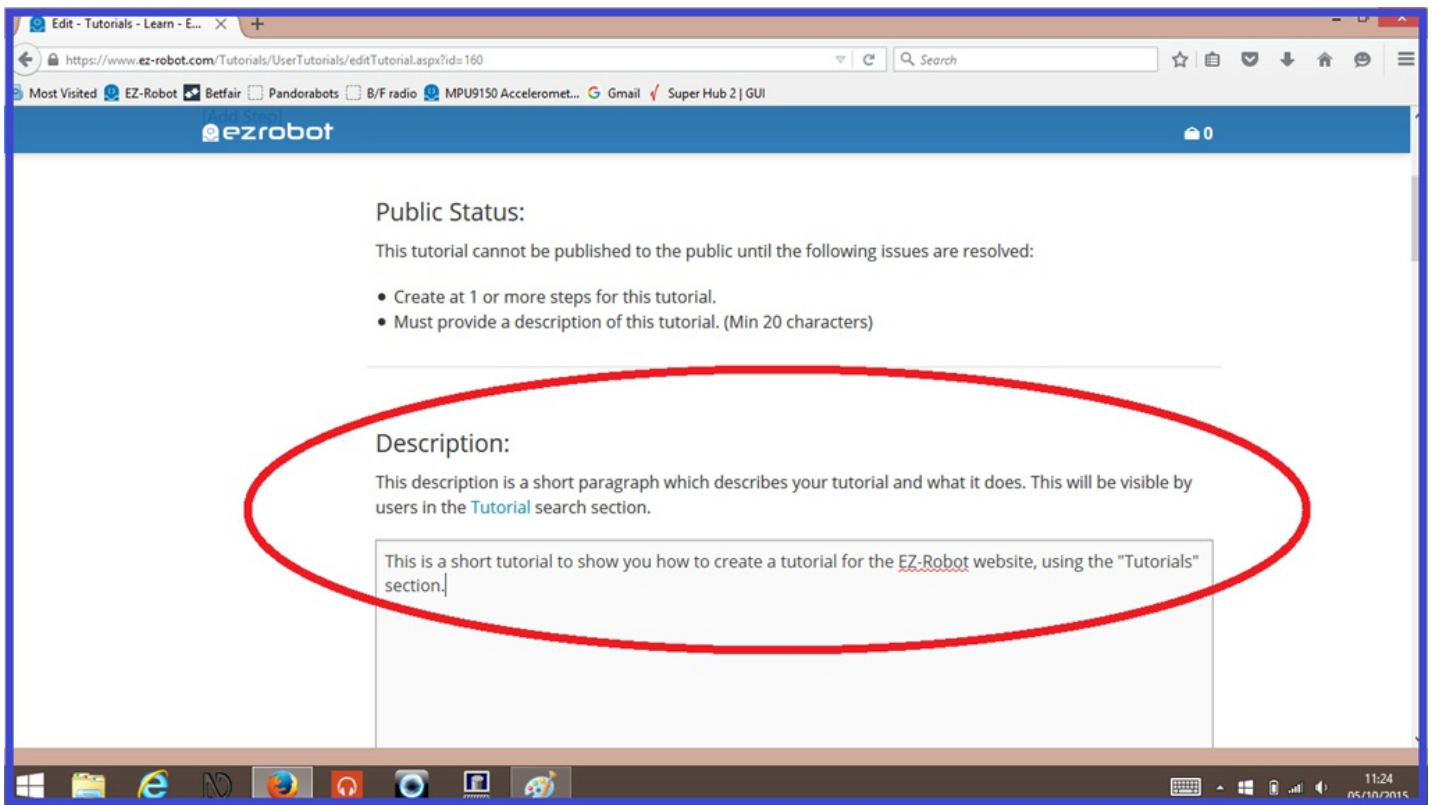 Edit - Tutorials - Learn - E...
https://www.ez-robot.com/Tutorials/UserTutorials/editTutorial.aspx?id=160
Search
Most Visited EZ-Robot Betfair Pandorabots B/F radio MPU9150 Acceleromet... Gmail Super Hub 2 | GUI
[Add Step]
ezrobot
0
Public Status:
This tutorial cannot be published to the public until the following issues are resolved:
• Create at 1 or more steps for this tutorial.
• Must provide a description of this tutorial. (Min 20 characters)
Description:
This description is a short paragraph which describes your tutorial and what it does. This will be visible by
users in the Tutorial search section.
This is a short tutorial to show you how to create a tutorial for the EZ-Robot website, using the "Tutorials"
section.
11:24
05/10/2015